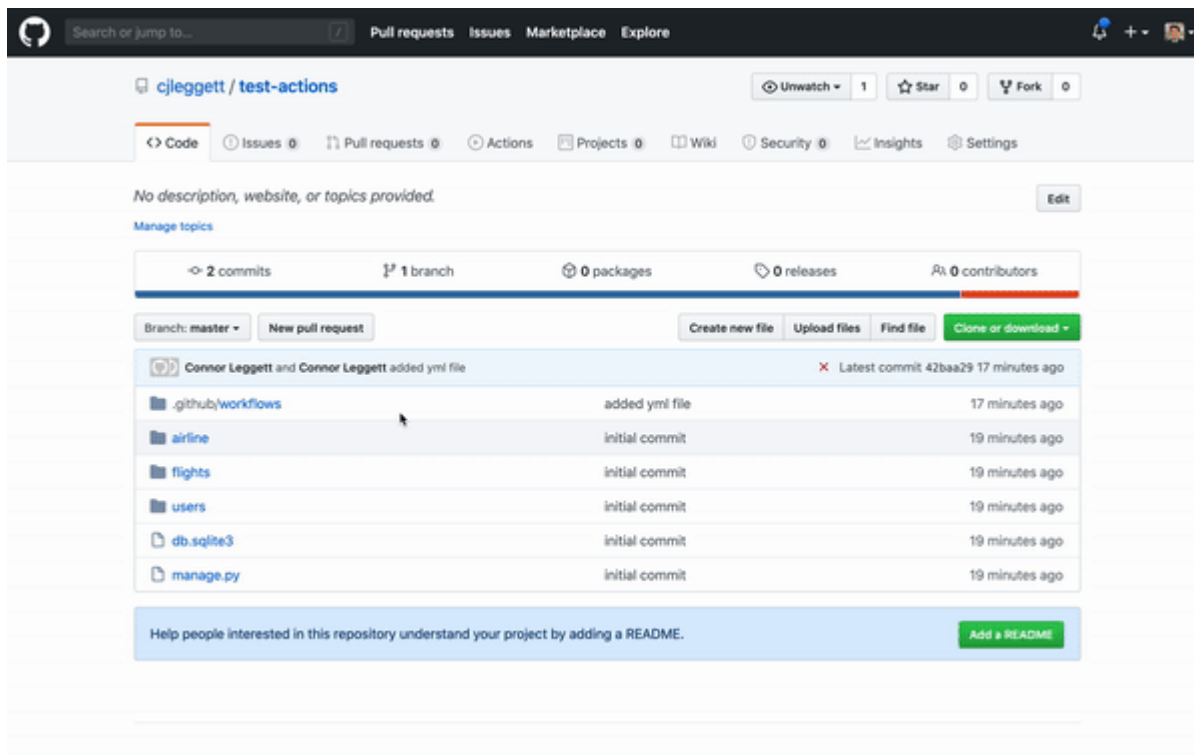 Search or jump to... / Pull requests Issues Marketplace Explore
cjleggett / test-actions Unwatch 1 Star 0 Fork 0
Code Issues 0 Pull requests 0 Actions Projects 0 Wiki Security 0 Insights Settings
No description, website, or topics provided. Edit
Manage topics
2 commits 1 branch 0 packages 0 releases 0 contributors
Branch: master New pull request Create new file Upload files Find file Clone or download
Connor Leggett and Connor Leggett added yml file Latest commit 42baa29 17 minutes ago
.github/workflows added yml file 17 minutes ago
airline initial commit 19 minutes ago
flights initial commit 19 minutes ago
users initial commit 19 minutes ago
db.sqlite3 initial commit 19 minutes ago
manage.py initial commit 19 minutes ago
Help people interested in this repository understand your project by adding a README. Add a README